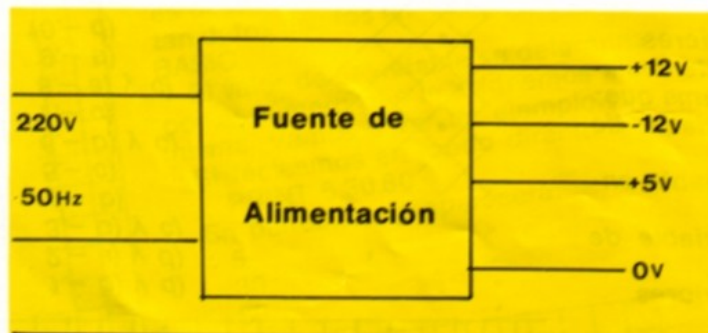 220V
50Hz
Fuente de
Alimentación
+12V
-12V
+5V
0V